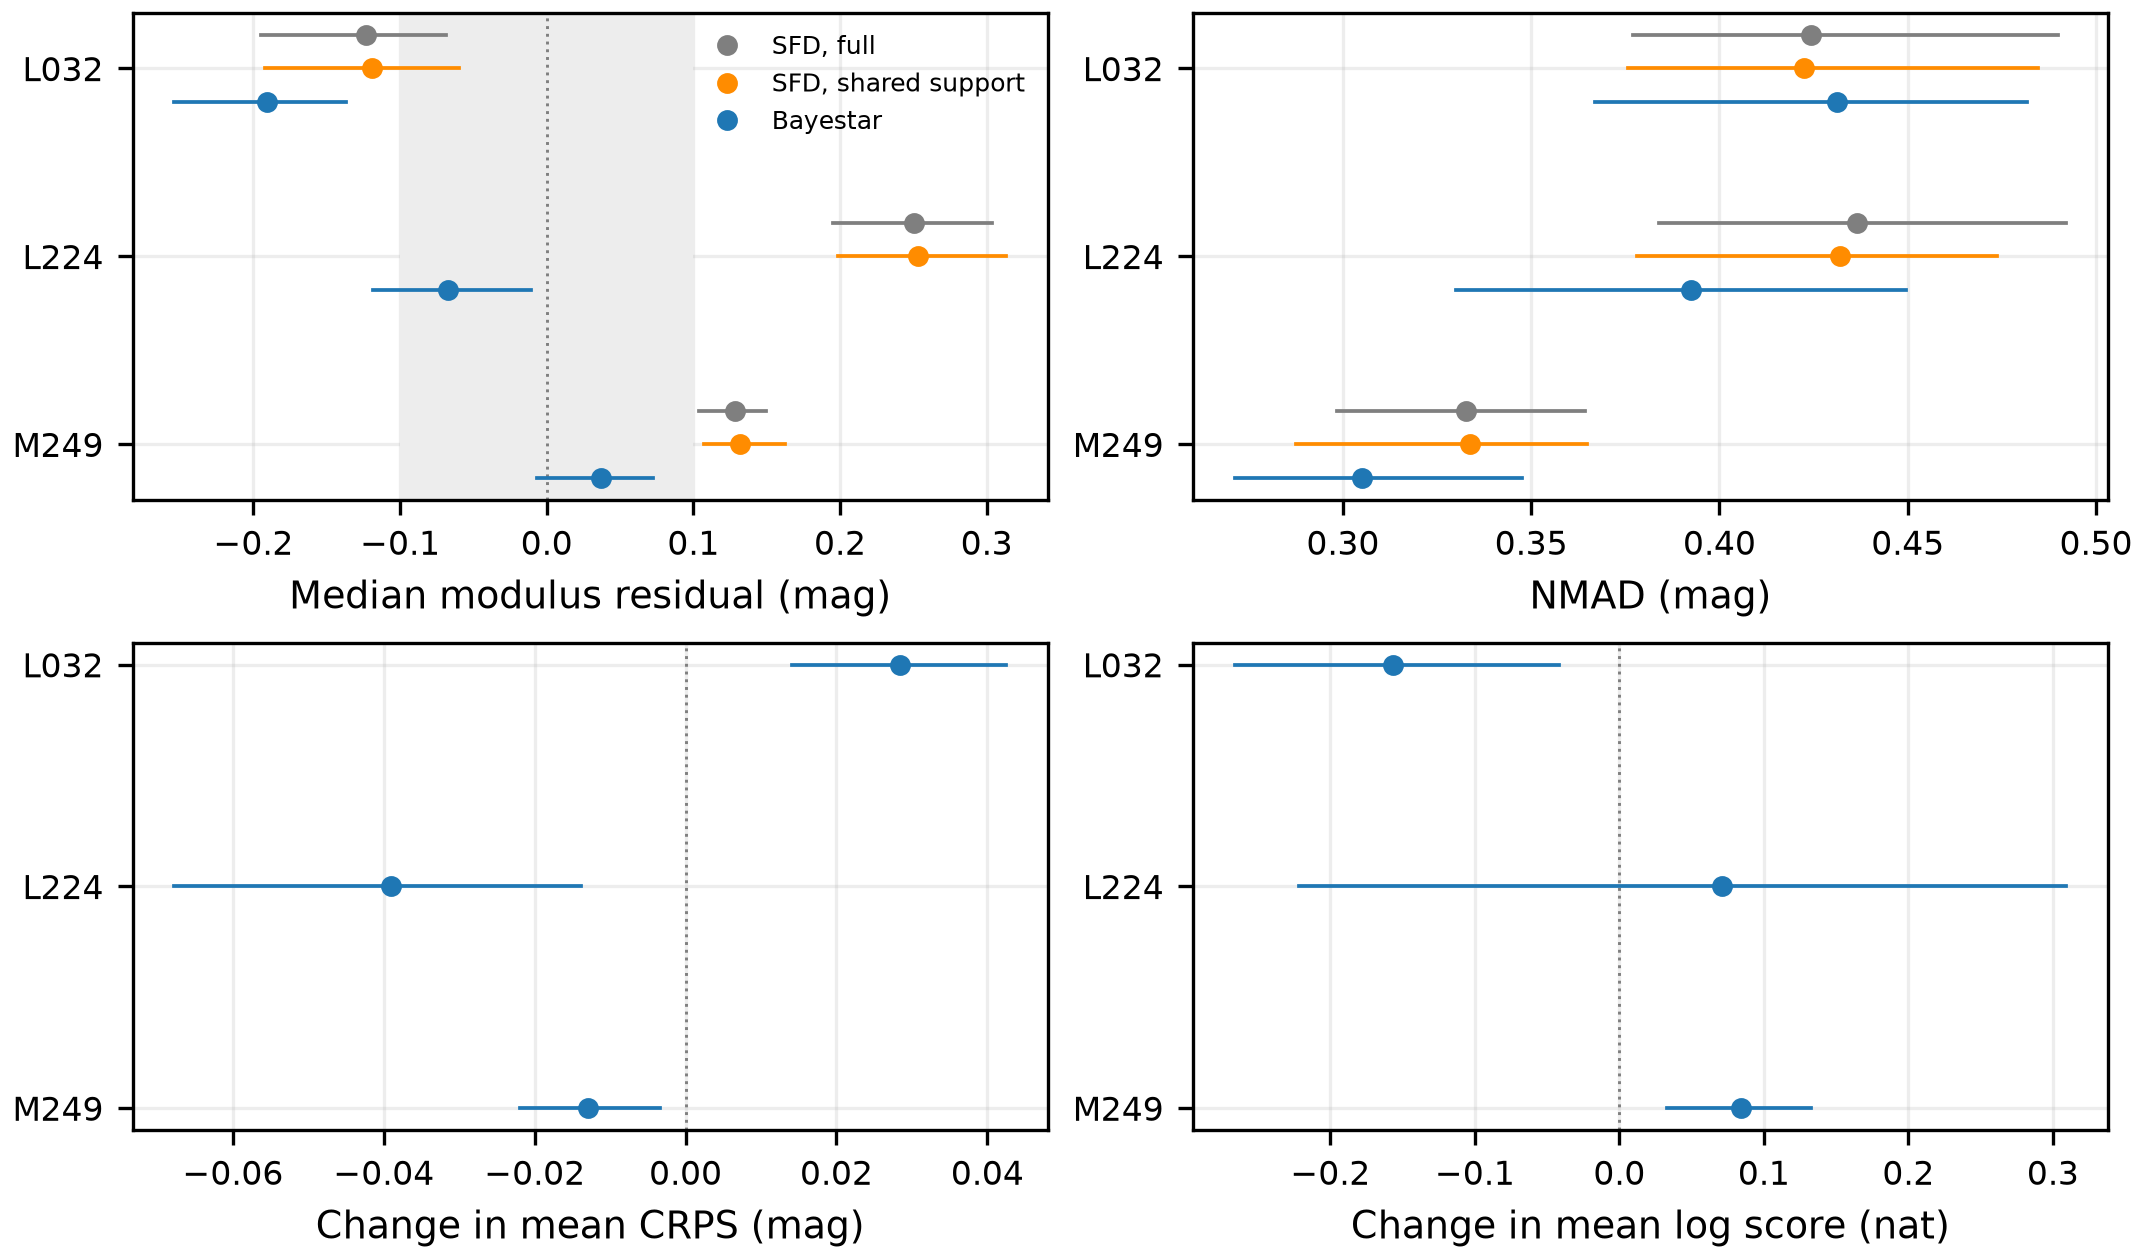 L032
L224
M249
SFD, full
SFD, shared support
Bayestar
−0.2 −0.1 0.0 0.1 0.2 0.3
Median modulus residual (mag)
L032
L224
M249
0.30 0.35 0.40 0.45 0.50
NMAD (mag)
L032
L224
M249
−0.06 −0.04 −0.02 0.00 0.02 0.04
Change in mean CRPS (mag)
L032
L224
M249
−0.2 −0.1 0.0 0.1 0.2 0.3
Change in mean log score (nat)